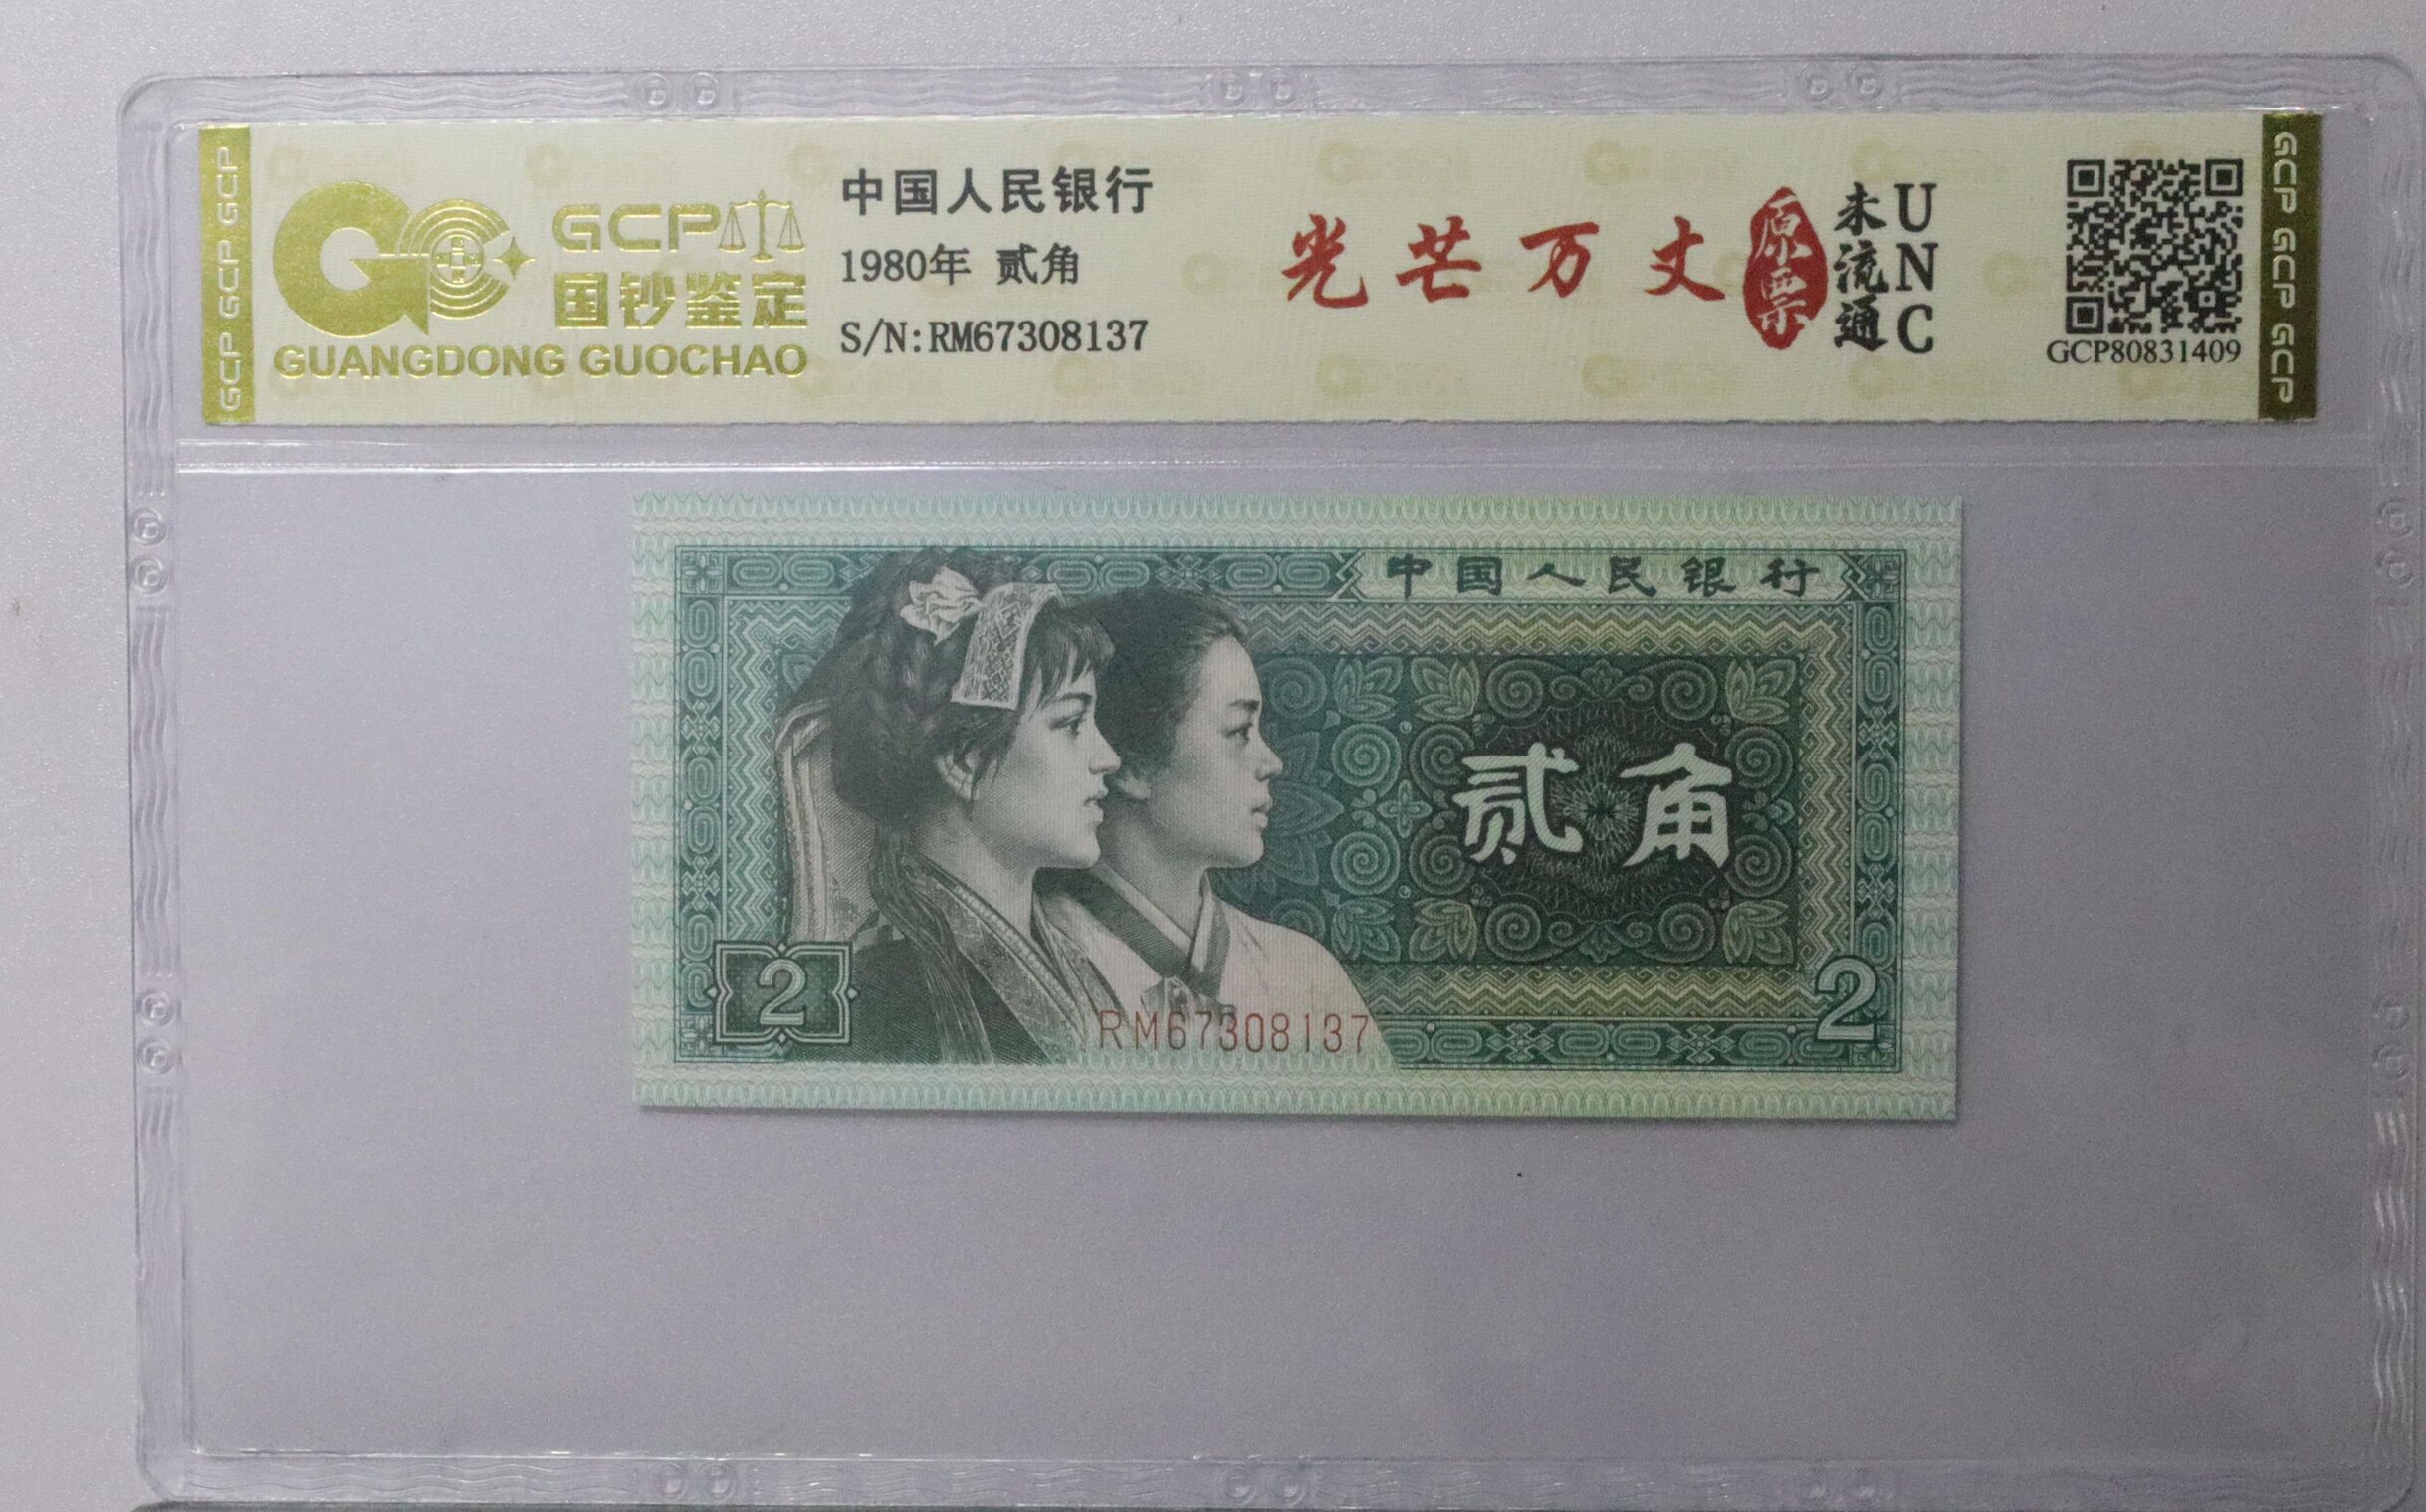 GCP GCP GCP
GCP
国钞鉴定
GUANGDONG GUOCHAO
中国人民银行
1980年 贰角
S/N:RM67308137
光芒万丈
原票
未流通
UNC
GCP80831409
GCP GCP GCP
中国人民银行
贰角
2
RM67308137
2